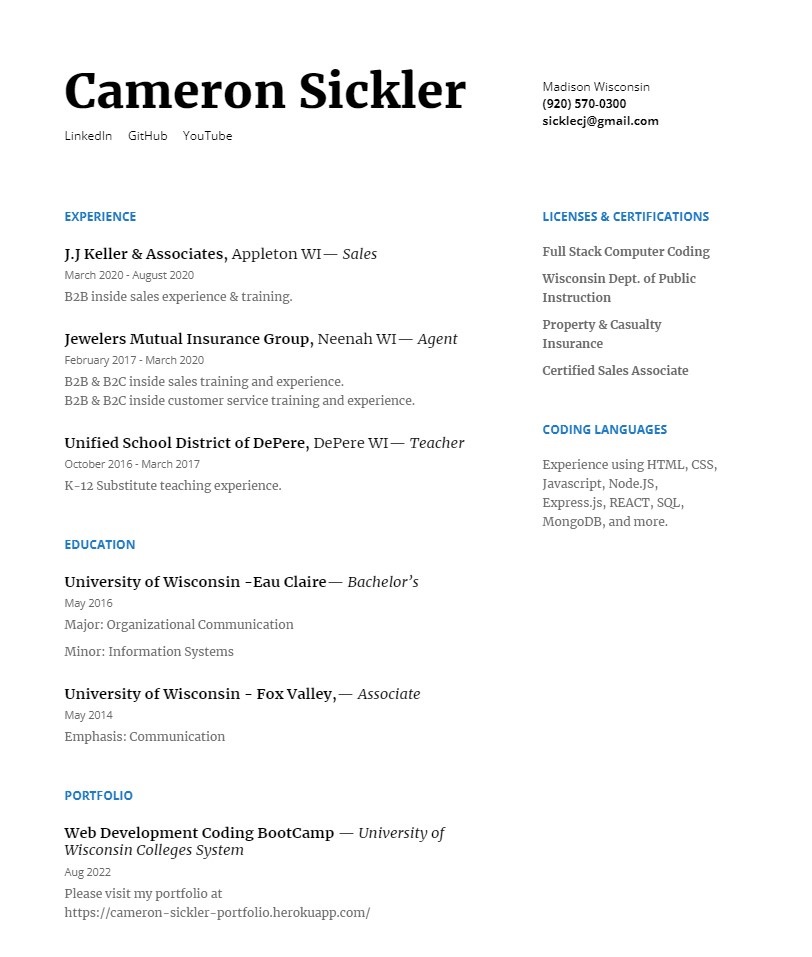 Cameron Sickler
LinkedIn GitHub YouTube
Madison Wisconsin
(920) 570-0300
sicklecj@gmail.com
EXPERIENCE
J.J Keller & Associates, Appleton WI— Sales
March 2020 - August 2020
B2B inside sales experience & training.
Jewelers Mutual Insurance Group, Neenah WI— Agent
February 2017 - March 2020
B2B & B2C inside sales training and experience.
B2B & B2C inside customer service training and experience.
Unified School District of DePere, DePere WI— Teacher
October 2016 - March 2017
K-12 Substitute teaching experience.
EDUCATION
University of Wisconsin -Eau Claire— Bachelor's
May 2016
Major: Organizational Communication
Minor: Information Systems
University of Wisconsin - Fox Valley,— Associate
May 2014
Emphasis: Communication
PORTFOLIO
Web Development Coding BootCamp — University of
Wisconsin Colleges System
Aug 2022
Please visit my portfolio at
https://cameron-sickler-portfolio.herokuapp.com/
LICENSES & CERTIFICATIONS
Full Stack Computer Coding
Wisconsin Dept. of Public
Instruction
Property & Casualty
Insurance
Certified Sales Associate
CODING LANGUAGES
Experience using HTML, CSS,
Javascript, Node.JS,
Express.js, REACT, SQL,
MongoDB, and more.